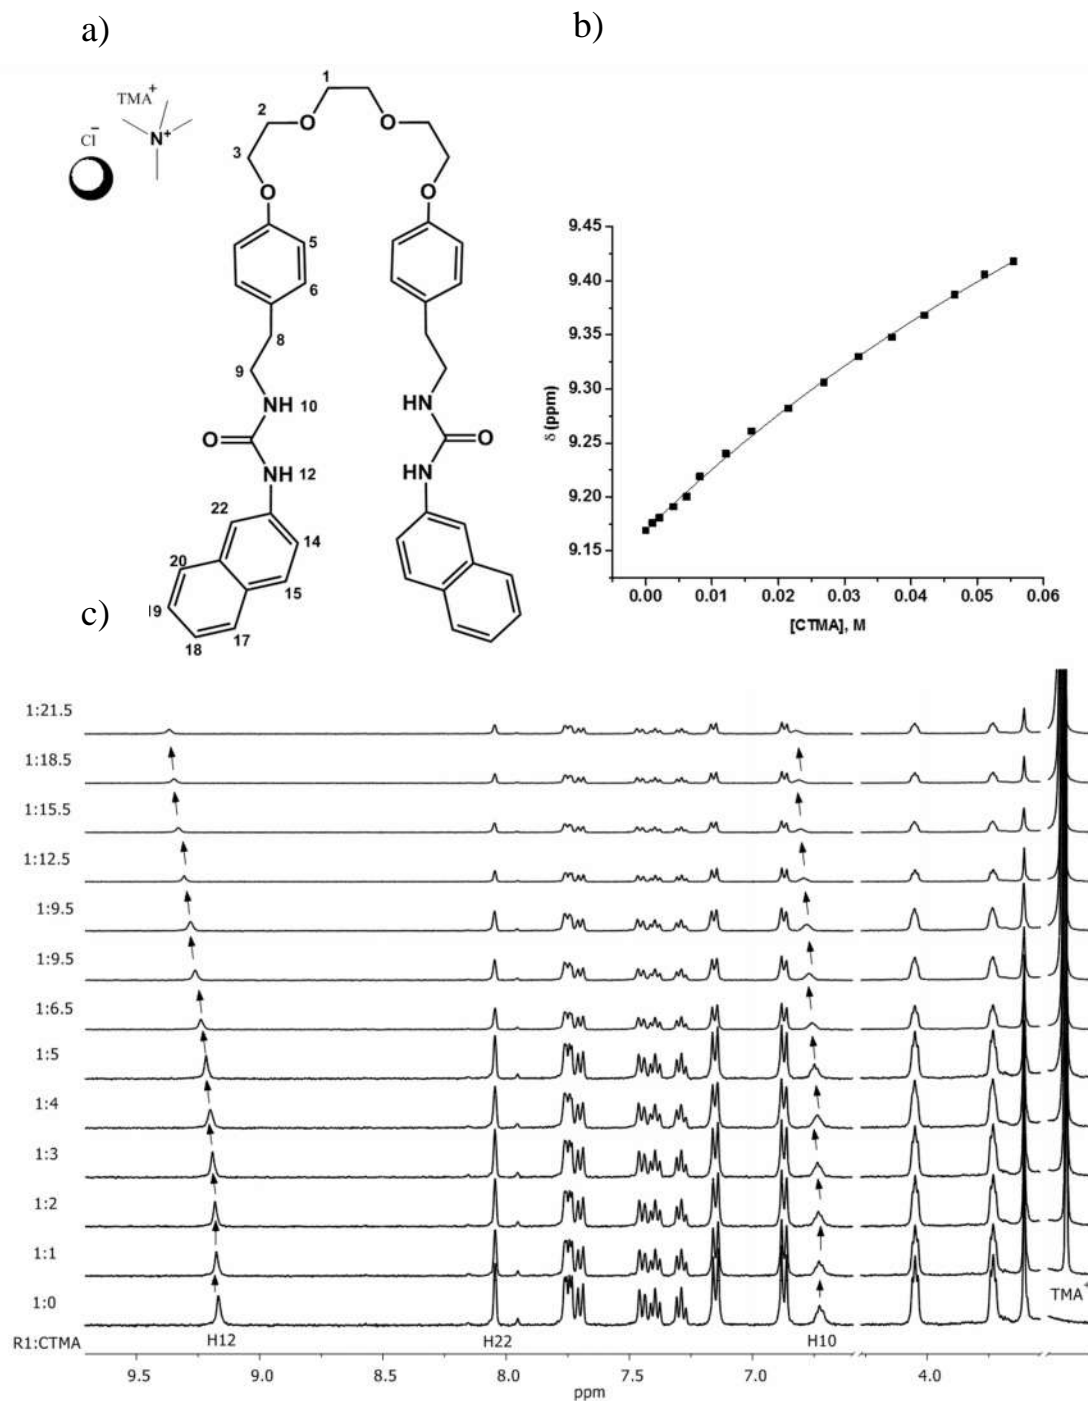 a)
b)
TMA+
Cl−
N+
1
2
O
O
3
O
O
5
6
8
9
NH 10
HN
O
O
NH 12
HN
22
14
20
15
19
18
17
9.45
9.40
9.35
9.30
9.25
9.20
9.15
δ (ppm)
0.00 0.01 0.02 0.03 0.04 0.05 0.06
[CTMA], M
c)
1:21.5
1:18.5
1:15.5
1:12.5
1:9.5
1:9.5
1:6.5
1:5
1:4
1:3
1:2
1:1
1:0
TMA+
R1:CTMA
H12
H22
H10
9.5 9.0 8.5 8.0 7.5 7.0 4.0
ppm